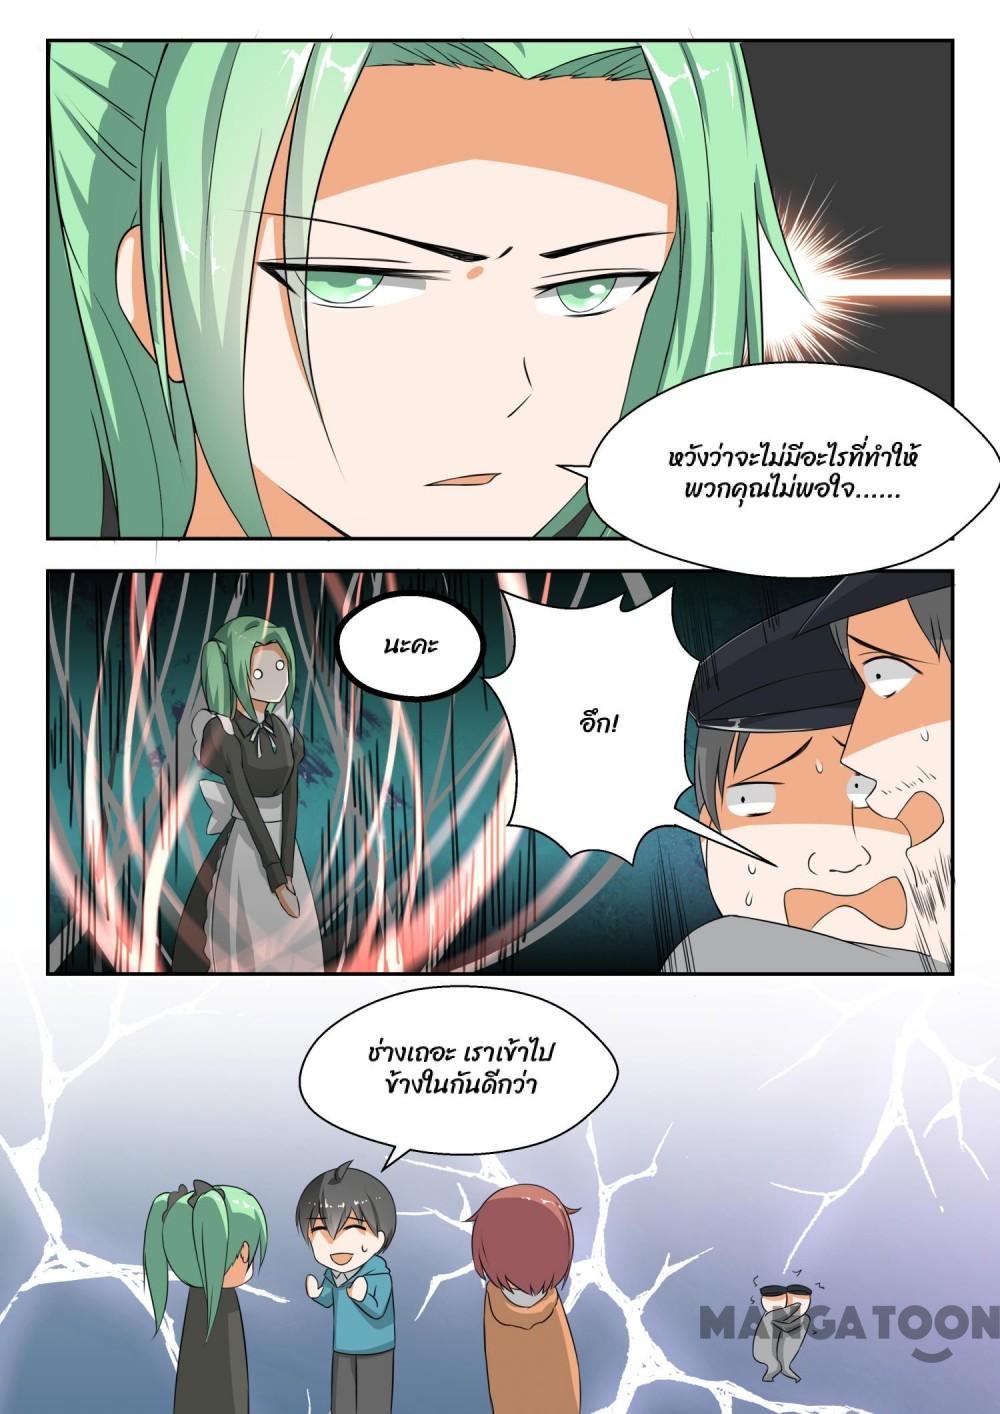 หวังว่าจะไม่มีอะไรที่ทำให้
พวกคุณไม่พอใจ......
นะคะ
อึก!
ช่างเถอะ เราเข้าไป
ข้างในกันดีกว่า
MANGATOON